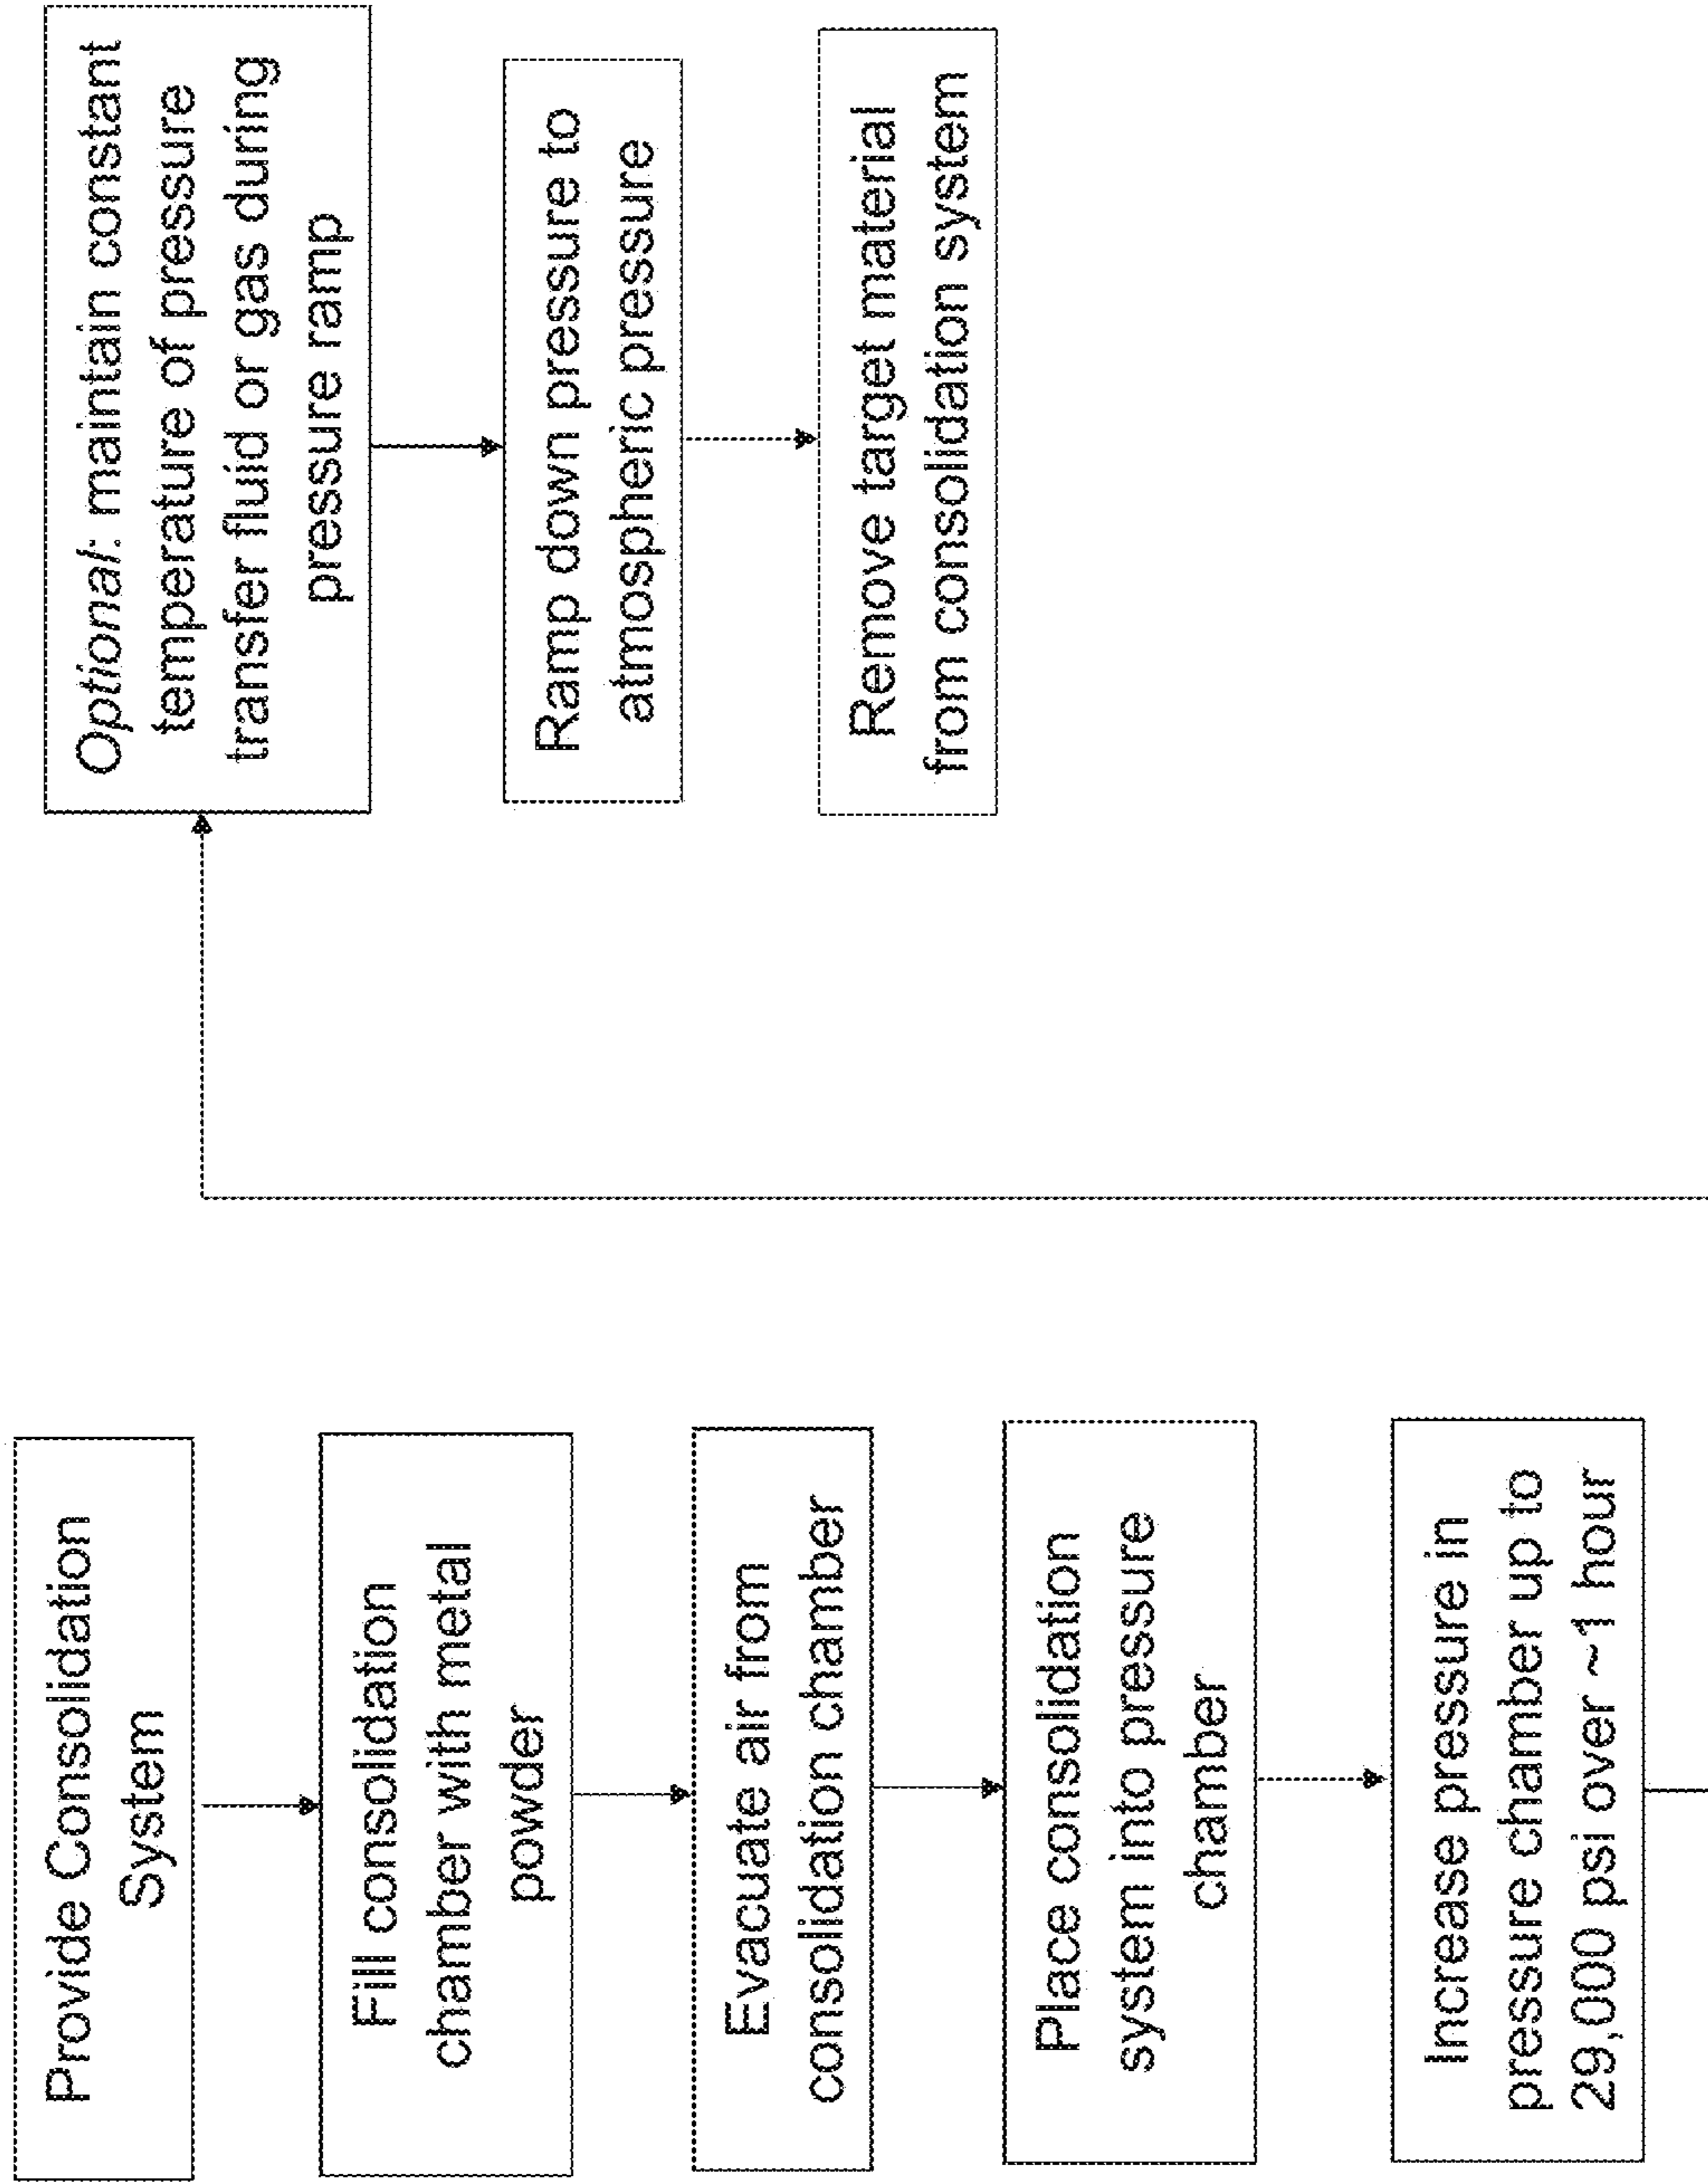 Provide Consolidation
System
Fill consolidation
chamber with metal
powder
Evacuate air from
consolidation chamber
Place consolidation
system into pressure
chamber
Increase pressure in
pressure chamber up to
29,000 psi over ~1 hour
Optional: maintain constant
temperature of pressure
transfer fluid or gas during
pressure ramp
Ramp down pressure to
atmospheric pressure
Remove target material
from consolidation system